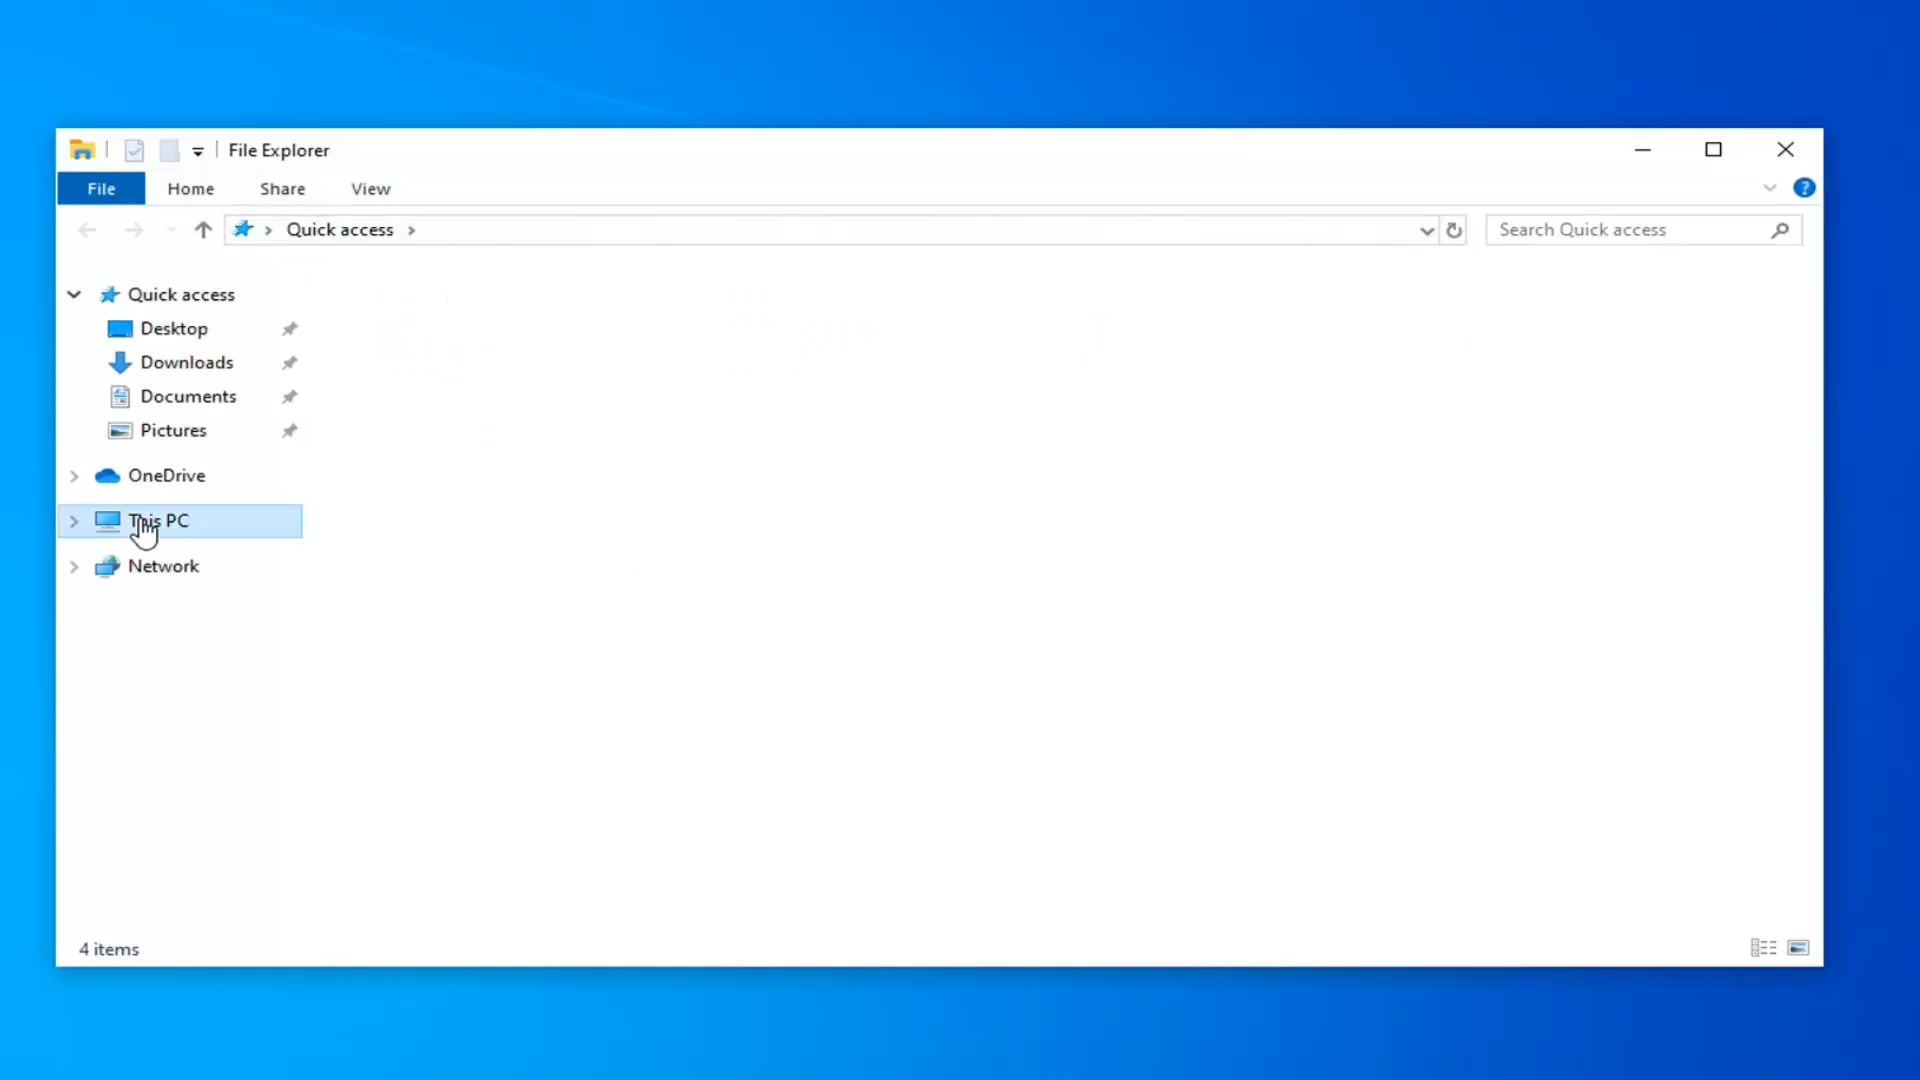 File Explorer
File Home Share View
?
Quick access
Search Quick access
Quick access
Desktop
Downloads
Documents
Pictures
OneDrive
This PC
Network
4 items